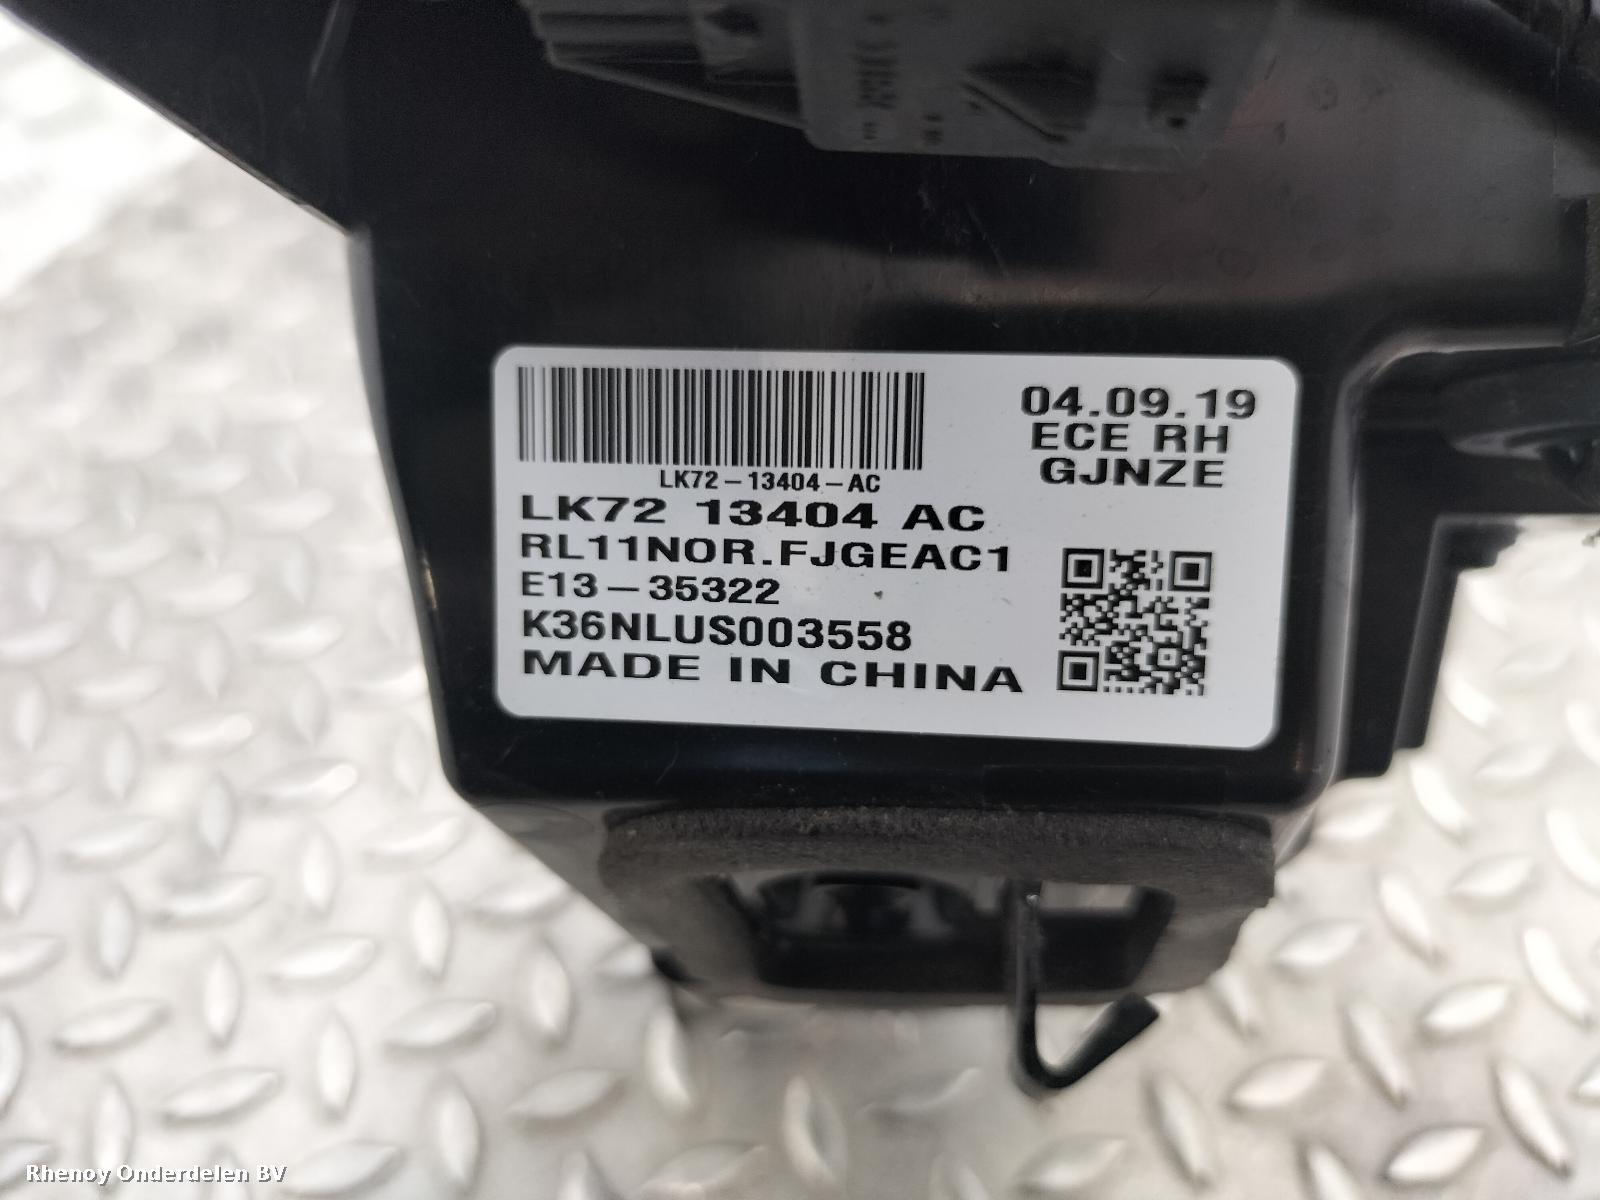 04.09.19
ECE RH
GJNZE
LK72-13404-AC
LK72 13404 AC
RL11NOR.FJGEAC1
E13-35322
K36NLUS003558
MADE IN CHINA
Rhenoy Onderdelen BV